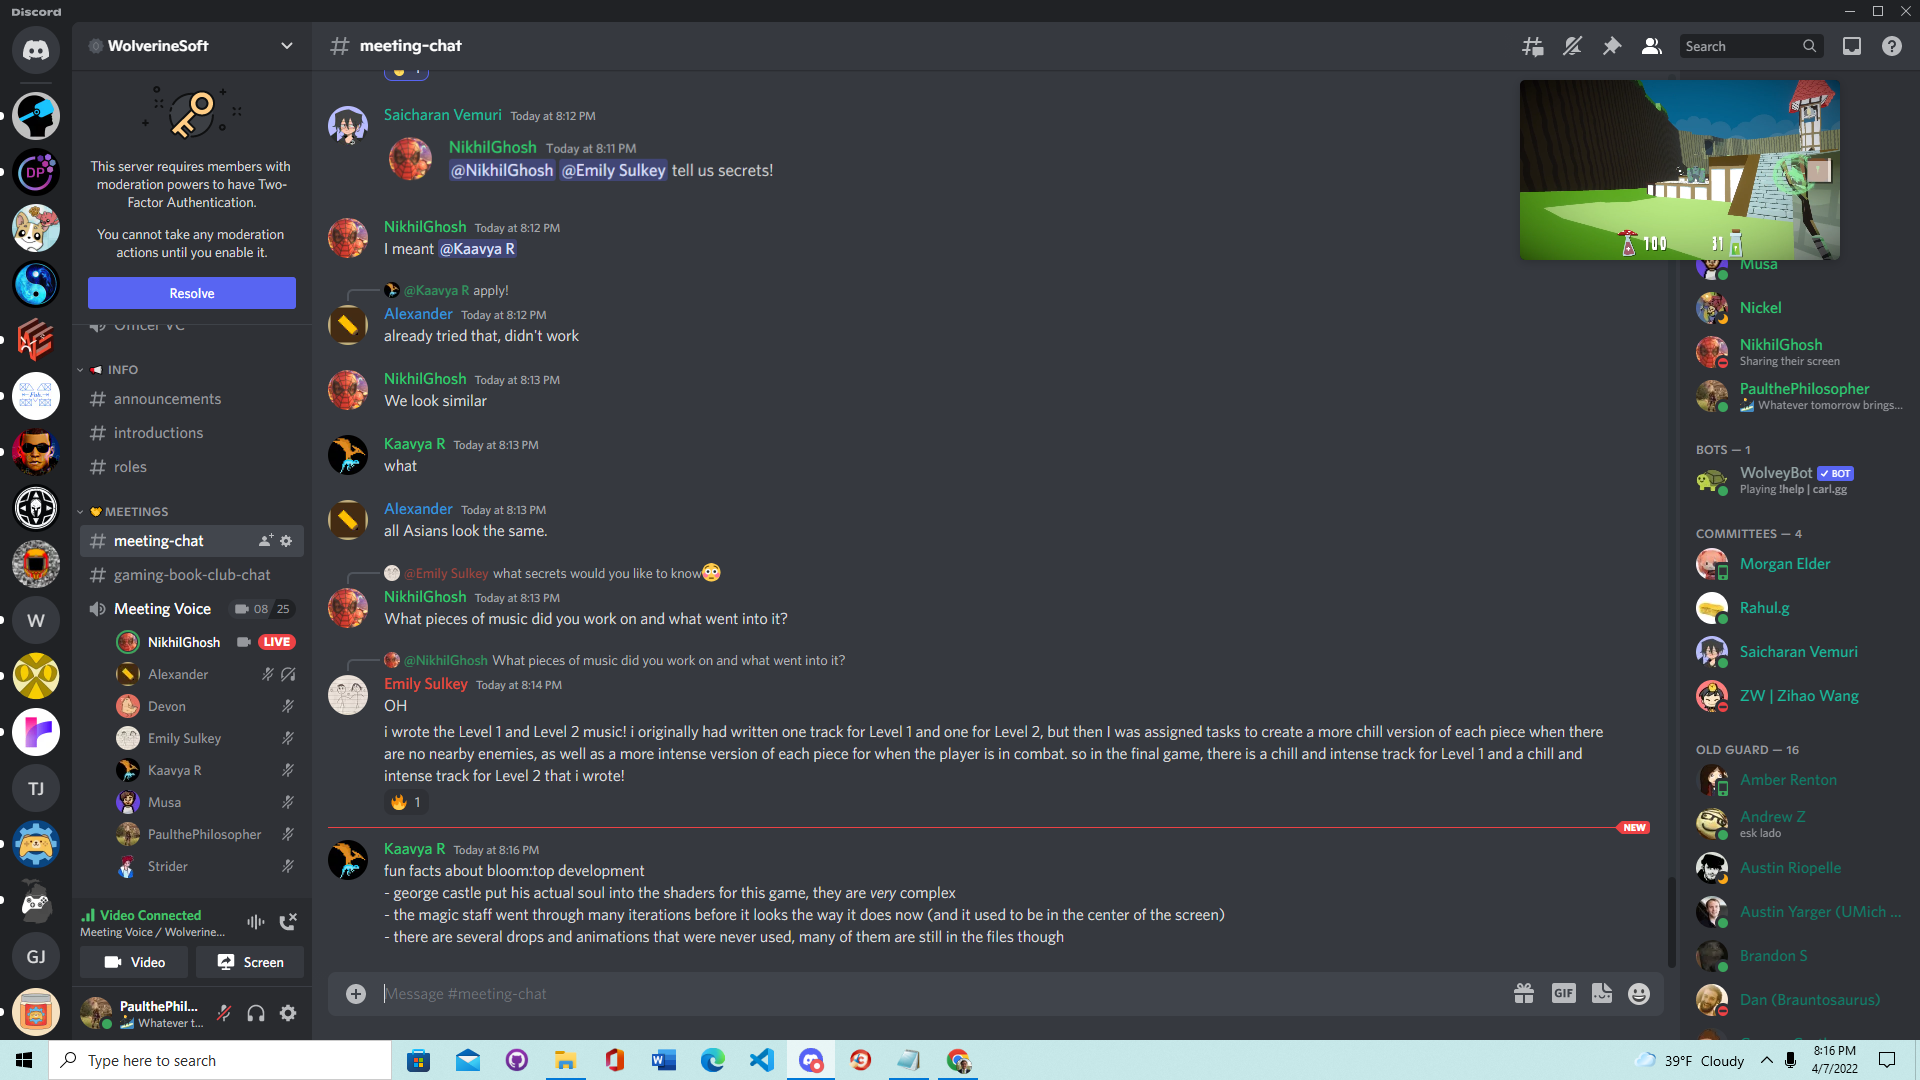 Discord
WolverineSoft
This server requires members with
moderation powers to have Two-
Factor Authentication.
You cannot take any moderation
actions until you enable it.
Resolve
Officer VC
INFO
announcements
introductions
roles
MEETINGS
meeting-chat
gaming-book-club-chat
Meeting Voice 08 25
NikhilGhosh LIVE
Alexander
Devon
Emily Sulkey
Kaavya R
Musa
PaulthePhilosopher
Strider
Video Connected
Meeting Voice / Wolverine...
Video Screen
PaulthePhil...
Whatever t...
DP
W
TJ
GJ
meeting-chat
Search
Saicharan Vemuri Today at 8:12 PM
NikhilGhosh Today at 8:11 PM
@NikhilGhosh @Emily Sulkey tell us secrets!
NikhilGhosh Today at 8:12 PM
I meant @Kaavya R
@Kaavya R apply!
Alexander Today at 8:12 PM
already tried that, didn't work
NikhilGhosh Today at 8:13 PM
We look similar
Kaavya R Today at 8:13 PM
what
Alexander Today at 8:13 PM
all Asians look the same.
@Emily Sulkey what secrets would you like to know😳
NikhilGhosh Today at 8:13 PM
What pieces of music did you work on and what went into it?
@NikhilGhosh What pieces of music did you work on and what went into it?
Emily Sulkey Today at 8:14 PM
OH
i wrote the Level 1 and Level 2 music! i originally had written one track for Level 1 and one for Level 2, but then I was assigned tasks to create a more chill version of each piece when there
are no nearby enemies, as well as a more intense version of each piece for when the player is in combat. so in the final game, there is a chill and intense track for Level 1 and a chill and
intense track for Level 2 that i wrote!
🔥 1
NEW
Kaavya R Today at 8:16 PM
fun facts about bloom:top development
- george castle put his actual soul into the shaders for this game, they are very complex
- the magic staff went through many iterations before it looks the way it does now (and it used to be in the center of the screen)
- there are several drops and animations that were never used, many of them are still in the files though
Message #meeting-chat
GIF
100 31
Musa
Nickel
NikhilGhosh
Sharing their screen
PaulthePhilosopher
Whatever tomorrow brings...
BOTS — 1
WolveyBot BOT
Playing !help | carl.gg
COMMITTEES — 4
Morgan Elder
Rahul.g
Saicharan Vemuri
ZW | Zihao Wang
OLD GUARD — 16
Amber Renton
Andrew Z
esk lado
Austin Riopelle
Austin Yarger (UMich ...
Brandon S
Dan (Brauntosaurus)
Type here to search
39°F Cloudy
8:16 PM
4/7/2022